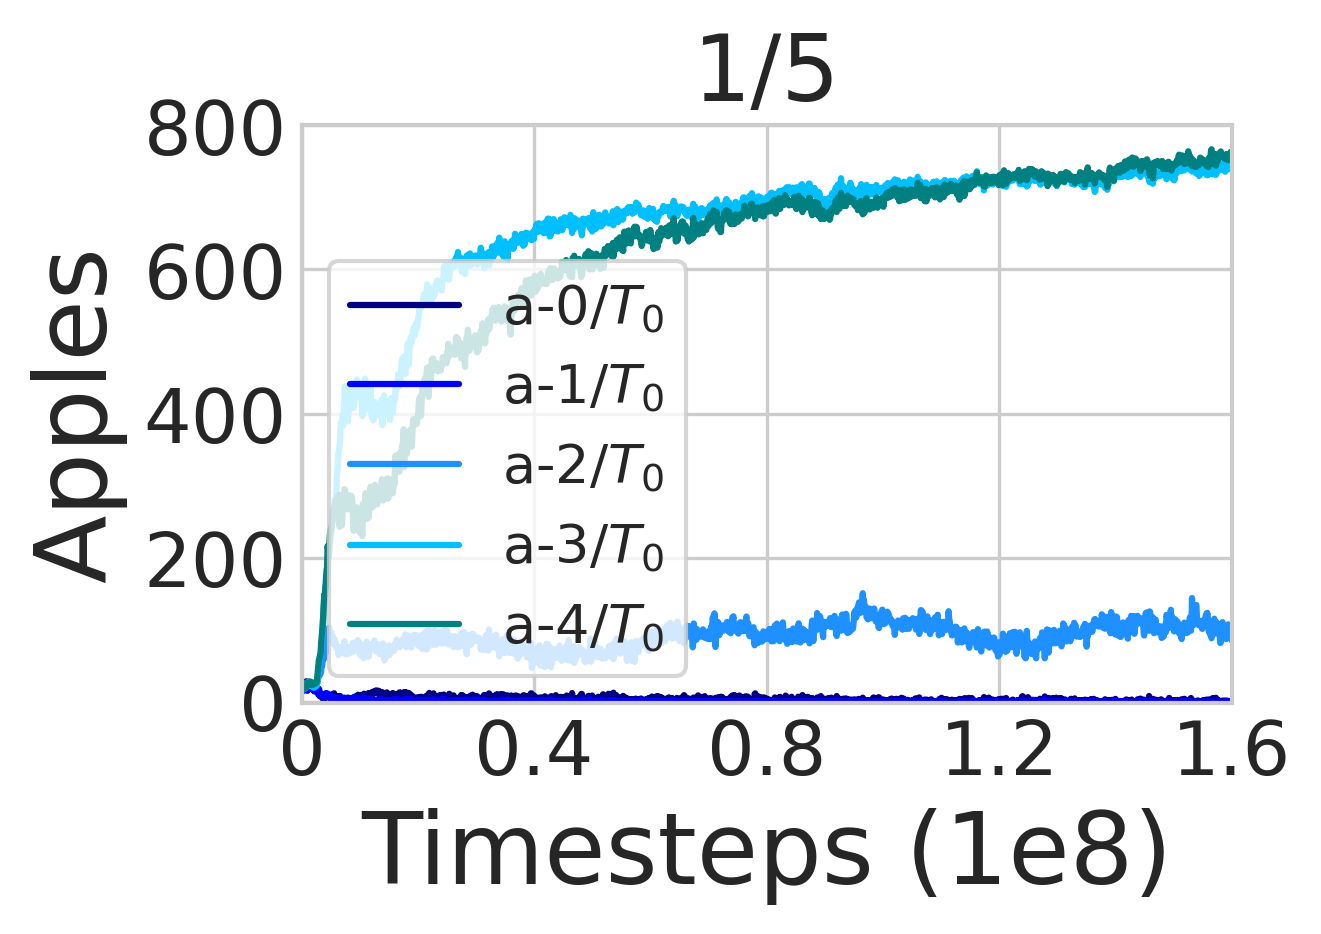 1/5
800
600
400
200
0
Apples
a-0/T₀
a-1/T₀
a-2/T₀
a-3/T₀
a-4/T₀
0 0.4 0.8 1.2 1.6
Timesteps (1e8)